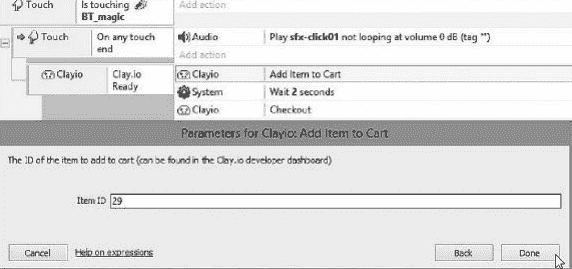 Touch Is touching BT_magic Add action
Touch On any touch end Audio Play sfx-click01 not looping at volume 0 dB (tag "")
Add action
Clayio Clay.io Ready Clayio Add Item to Cart
System Wait 2 seconds
Clayio Checkout
Parameters for Clayio: Add Item to Cart
The ID of the item to add to cart (can be found in the Clay.io developer dashboard)
Item ID 29
Cancel Help on expressions Back Done